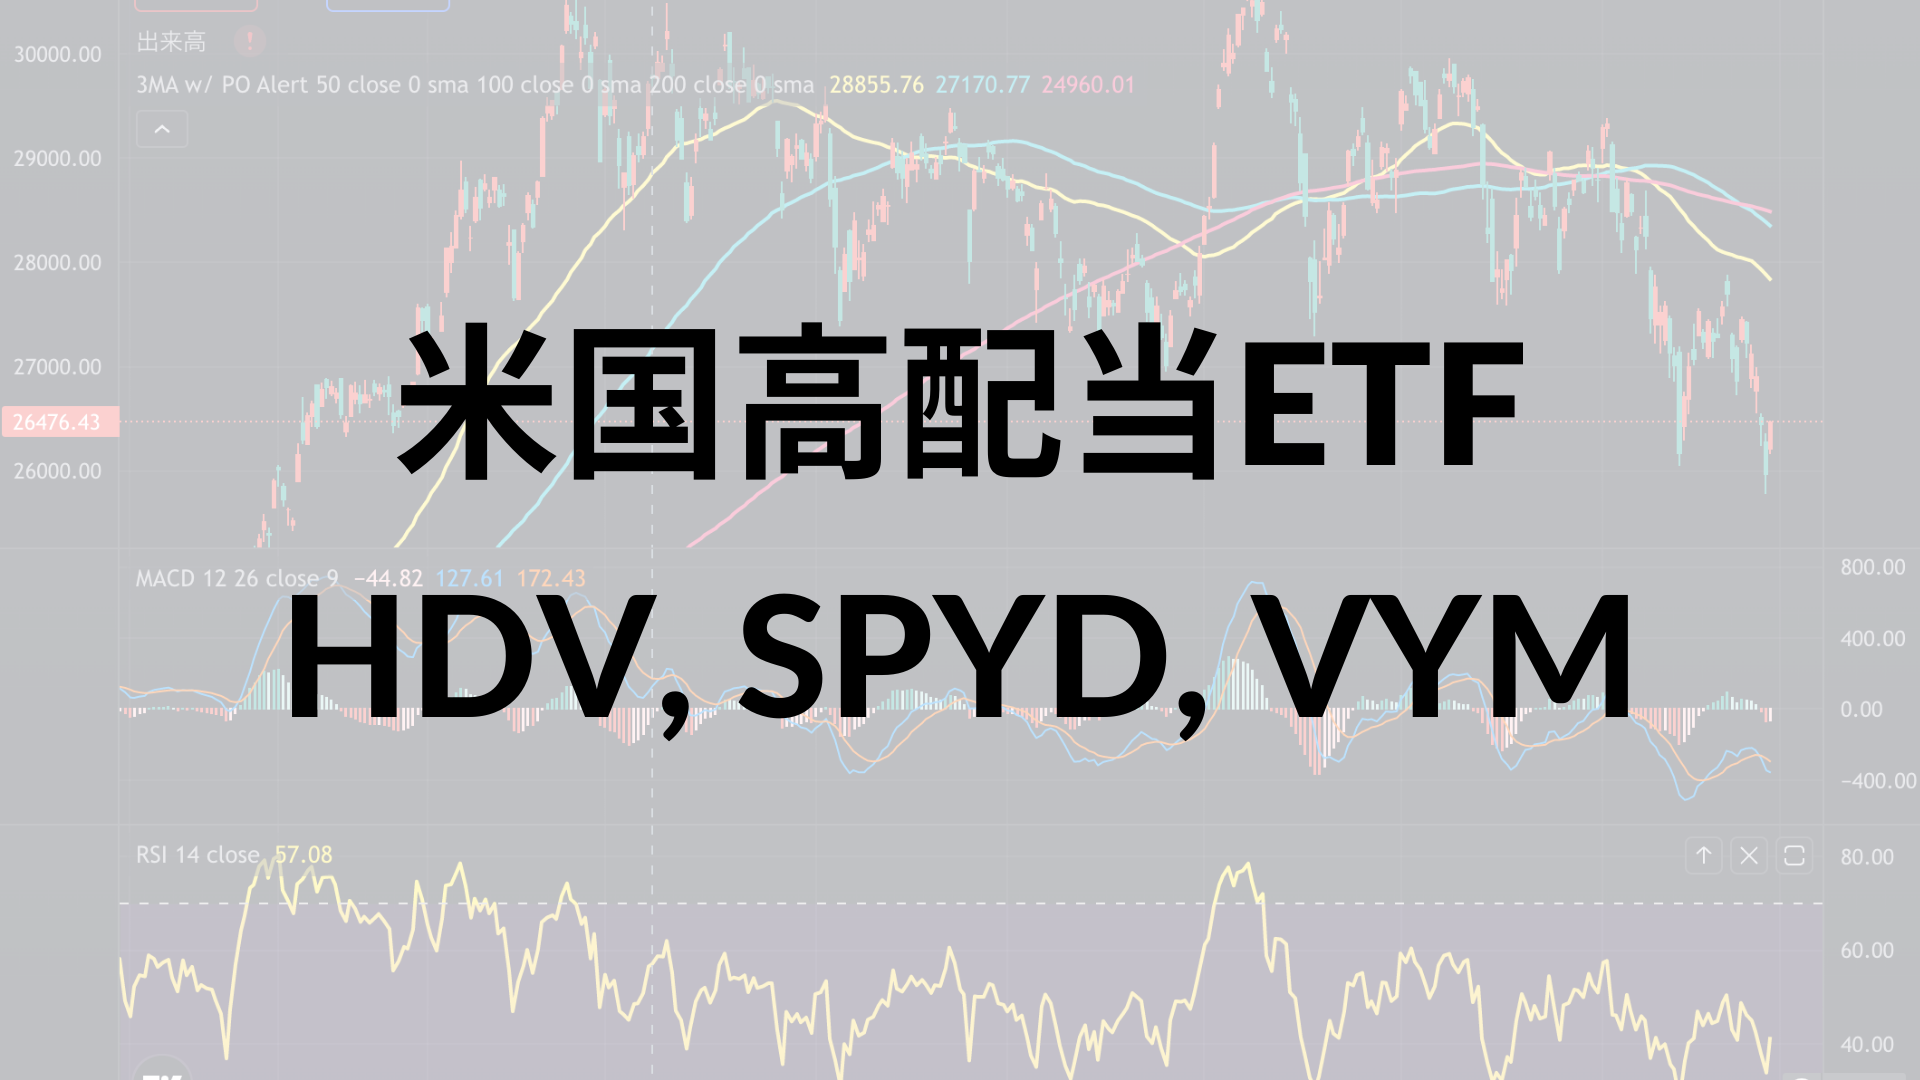 30000.00
出来高 !
3MA w/ PO Alert 50 close 0 sma 100 close 0 sma 200 close 0 sma 28855.76 27170.77 24960.01
29000.00
28000.00
27000.00
米国高配当ETF
26476.43
26000.00
MACD 12 26 close 9 −44.82 127.61 172.43
800.00
400.00
HDV, SPYD, VYM
0.00
−400.00
RSI 14 close 57.08
80.00
60.00
40.00